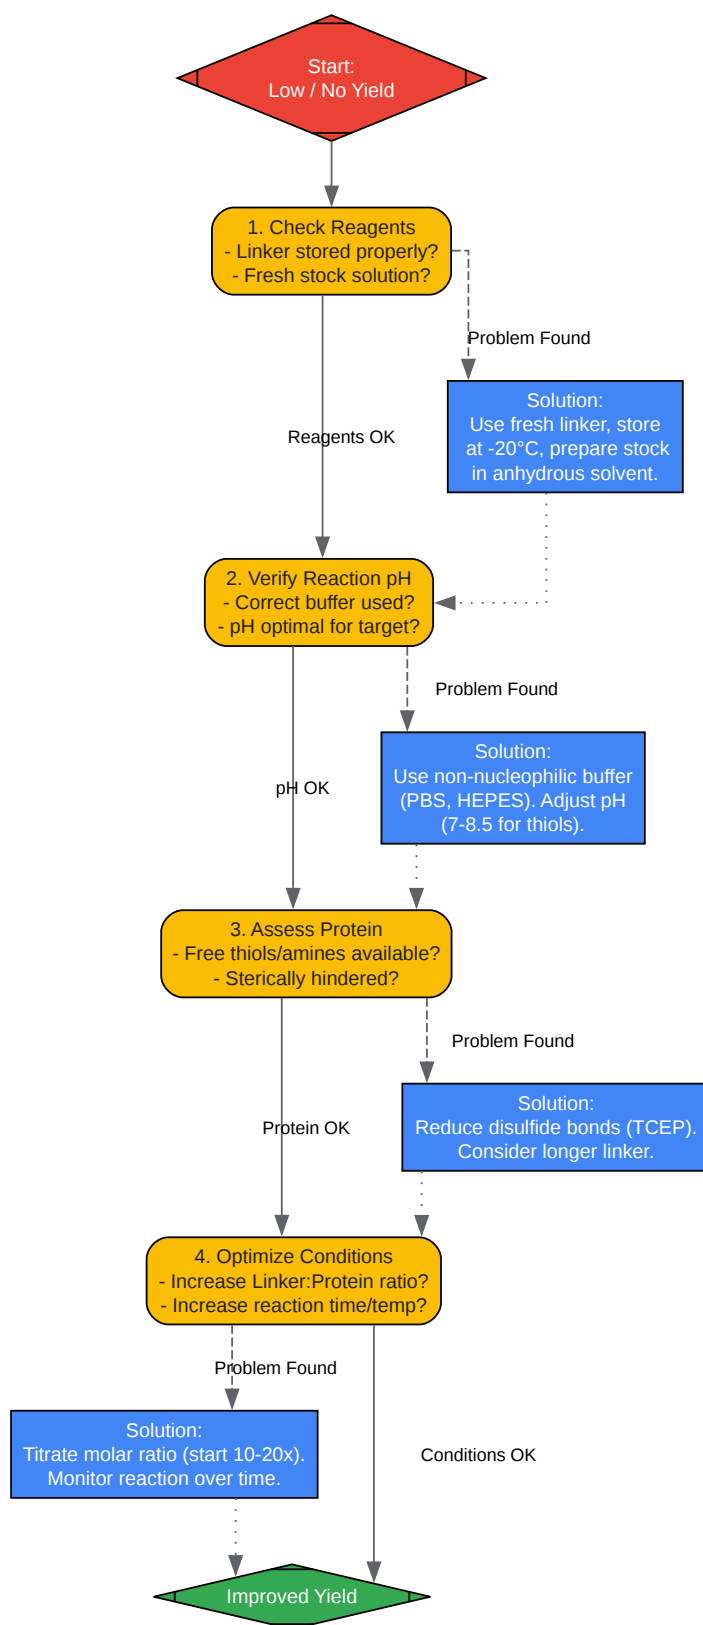 Start:
Low / No Yield
1. Check Reagents
- Linker stored properly?
- Fresh stock solution?
Problem Found
Solution:
Use fresh linker, store
at -20°C, prepare stock
in anhydrous solvent.
Reagents OK
2. Verify Reaction pH
- Correct buffer used?
- pH optimal for target?
Problem Found
Solution:
Use non-nucleophilic buffer
(PBS, HEPES). Adjust pH
(7-8.5 for thiols).
pH OK
3. Assess Protein
- Free thiols/amines available?
- Sterically hindered?
Problem Found
Solution:
Reduce disulfide bonds (TCEP).
Consider longer linker.
Protein OK
4. Optimize Conditions
- Increase Linker:Protein ratio?
- Increase reaction time/temp?
Problem Found
Solution:
Titrate molar ratio (start 10-20x).
Monitor reaction over time.
Conditions OK
Improved Yield